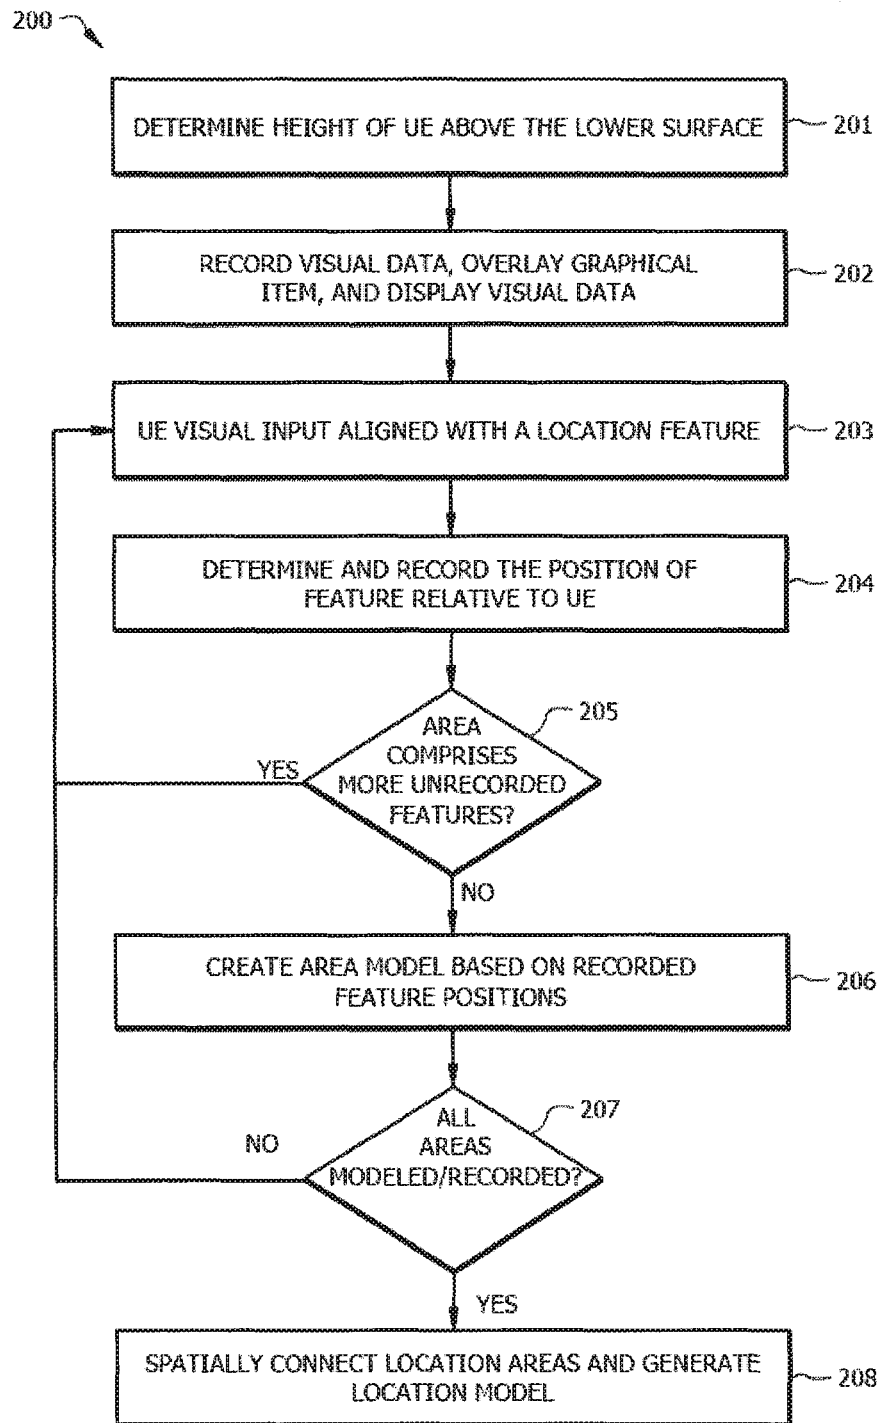 200
DETERMINE HEIGHT OF UE ABOVE THE LOWER SURFACE
201
RECORD VISUAL DATA, OVERLAY GRAPHICAL
ITEM, AND DISPLAY VISUAL DATA
202
UE VISUAL INPUT ALIGNED WITH A LOCATION FEATURE
203
DETERMINE AND RECORD THE POSITION OF
FEATURE RELATIVE TO UE
204
205
AREA
COMPRISES
MORE UNRECORDED
FEATURES?
YES
NO
CREATE AREA MODEL BASED ON RECORDED
FEATURE POSITIONS
206
207
ALL
AREAS
MODELED/RECORDED?
NO
YES
SPATIALLY CONNECT LOCATION AREAS AND GENERATE
LOCATION MODEL
208